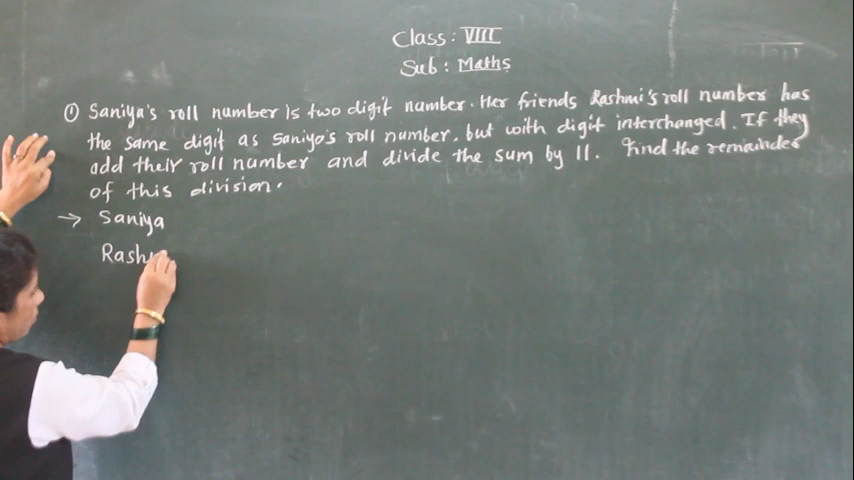 Class: VIII
Sub: Maths
① Saniya's roll number is two digit number. Her friends Rashmi's roll number has
the same digit as Saniya's roll number, but with digit interchanged. If they
add their roll number and divide the sum by 11. Find the remainder
of this division.
→ Saniya
Rash